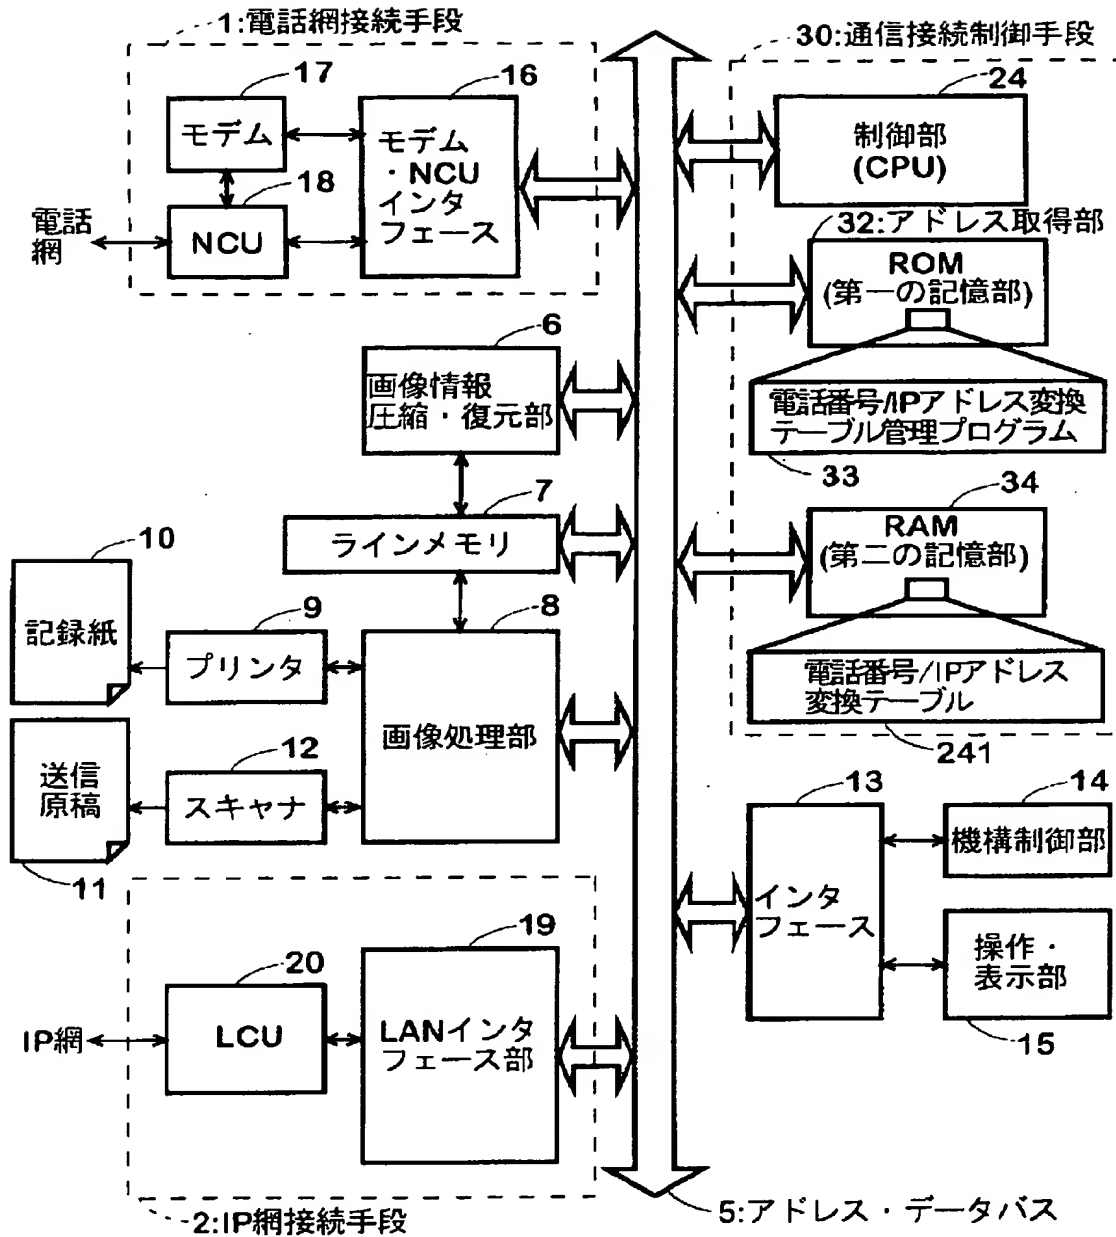 1:電話網接続手段
17
16
モデム
モデム
・NCU
インタ
フェース
18
NCU
電話
網
30:通信接続制御手段
24
制御部
(CPU)
32:アドレス取得部
ROM
(第一の記憶部)
電話番号/IPアドレス変換
テーブル管理プログラム
33
34
RAM
(第二の記憶部)
電話番号/IPアドレス
変換テーブル
241
6
画像情報
圧縮・復元部
7
ラインメモリ
10
記録紙
9
プリンタ
8
画像処理部
送信
原稿
11
12
スキャナ
13
インタ
フェース
14
機構制御部
操作・
表示部
15
19
LANインタ
フェース部
20
LCU
IP網
2:IP網接続手段
5:アドレス・データバス